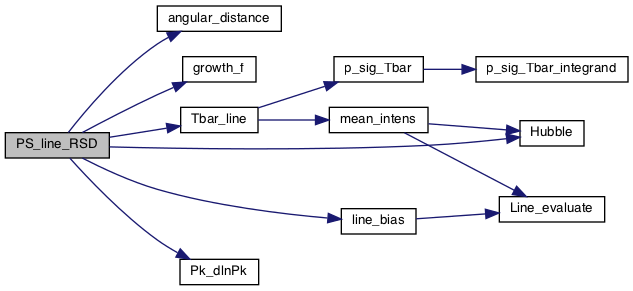 angular_distance
growth_f
p_sig_Tbar
p_sig_Tbar_integrand
Tbar_line
mean_intens
PS_line_RSD
Hubble
line_bias
Line_evaluate
Pk_dlnPk